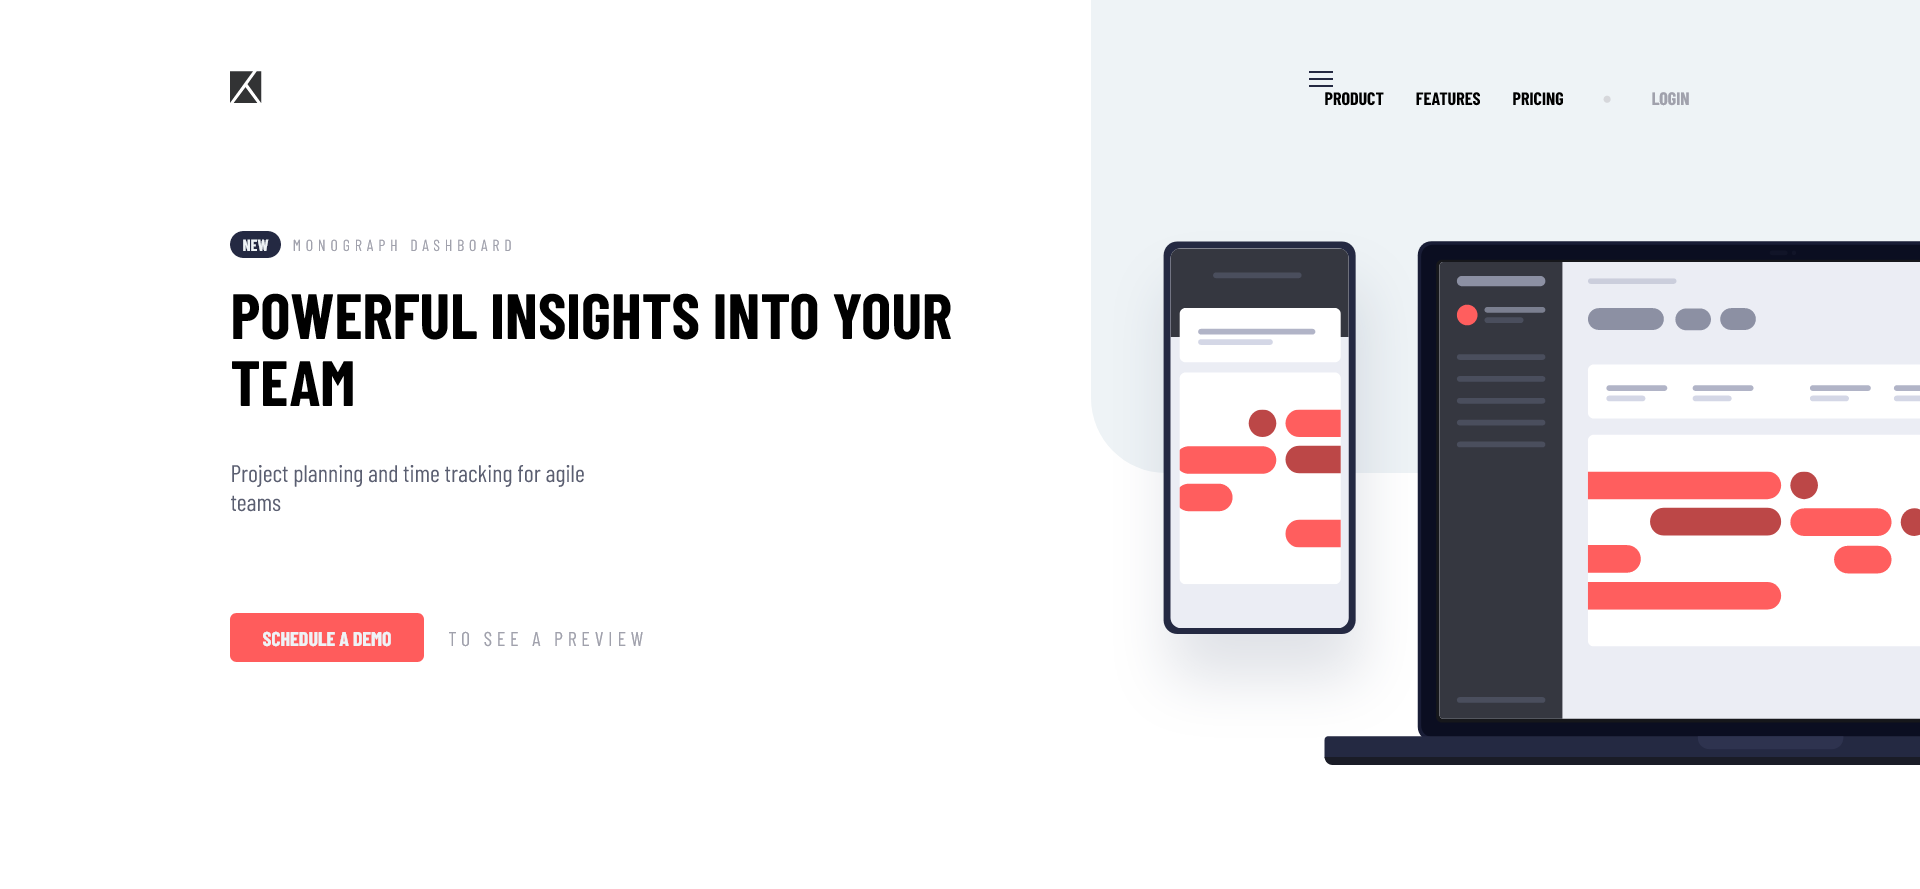 PRODUCT FEATURES PRICING LOGIN
NEW MONOGRAPH DASHBOARD
POWERFUL INSIGHTS INTO YOUR
TEAM
Project planning and time tracking for agile
teams
SCHEDULE A DEMO TO SEE A PREVIEW